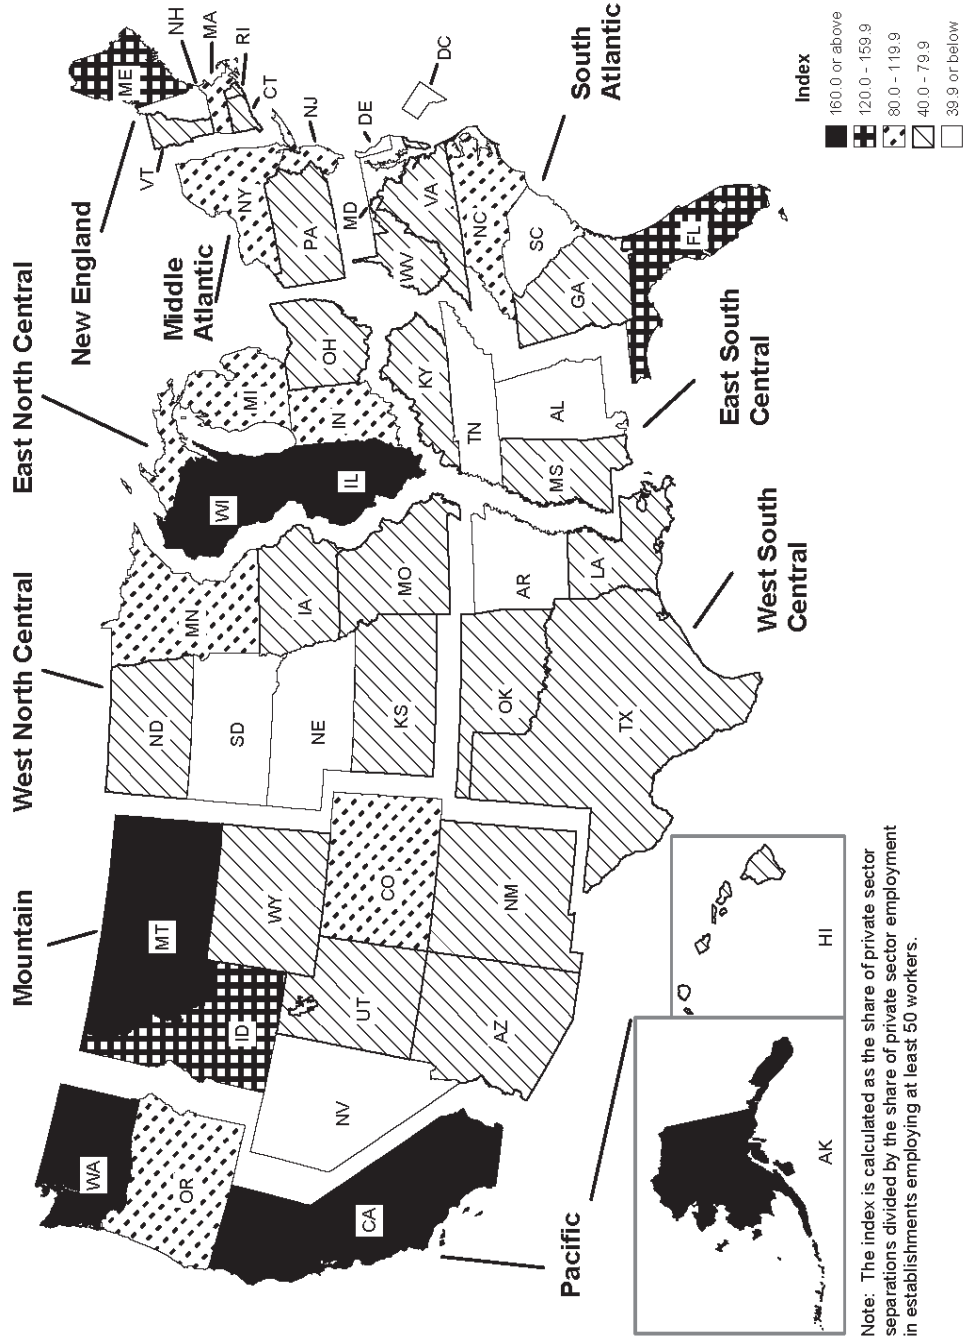 Pacific
Mountain
West North Central
East North Central
New England
Middle
Atlantic
South
Atlantic
East South
Central
West South
Central
WA
OR
CA
NV
ID
MT
WY
UT
CO
AZ
NM
ND
SD
NE
KS
MN
IA
MO
OK
TX
AR
LA
WI
IL
MI
IN
OH
KY
TN
MS
AL
NY
PA
NJ
VT
ME
NH
MA
RI
CT
DE
MD
DC
WV
VA
NC
SC
GA
FL
AK
HI
Index
160.0 or above
120.0 - 159.9
80.0 - 119.9
40.0 - 79.9
39.9 or below
Note: The index is calculated as the share of private sector
separations divided by the share of private sector employment
in establishments employing at least 50 workers.